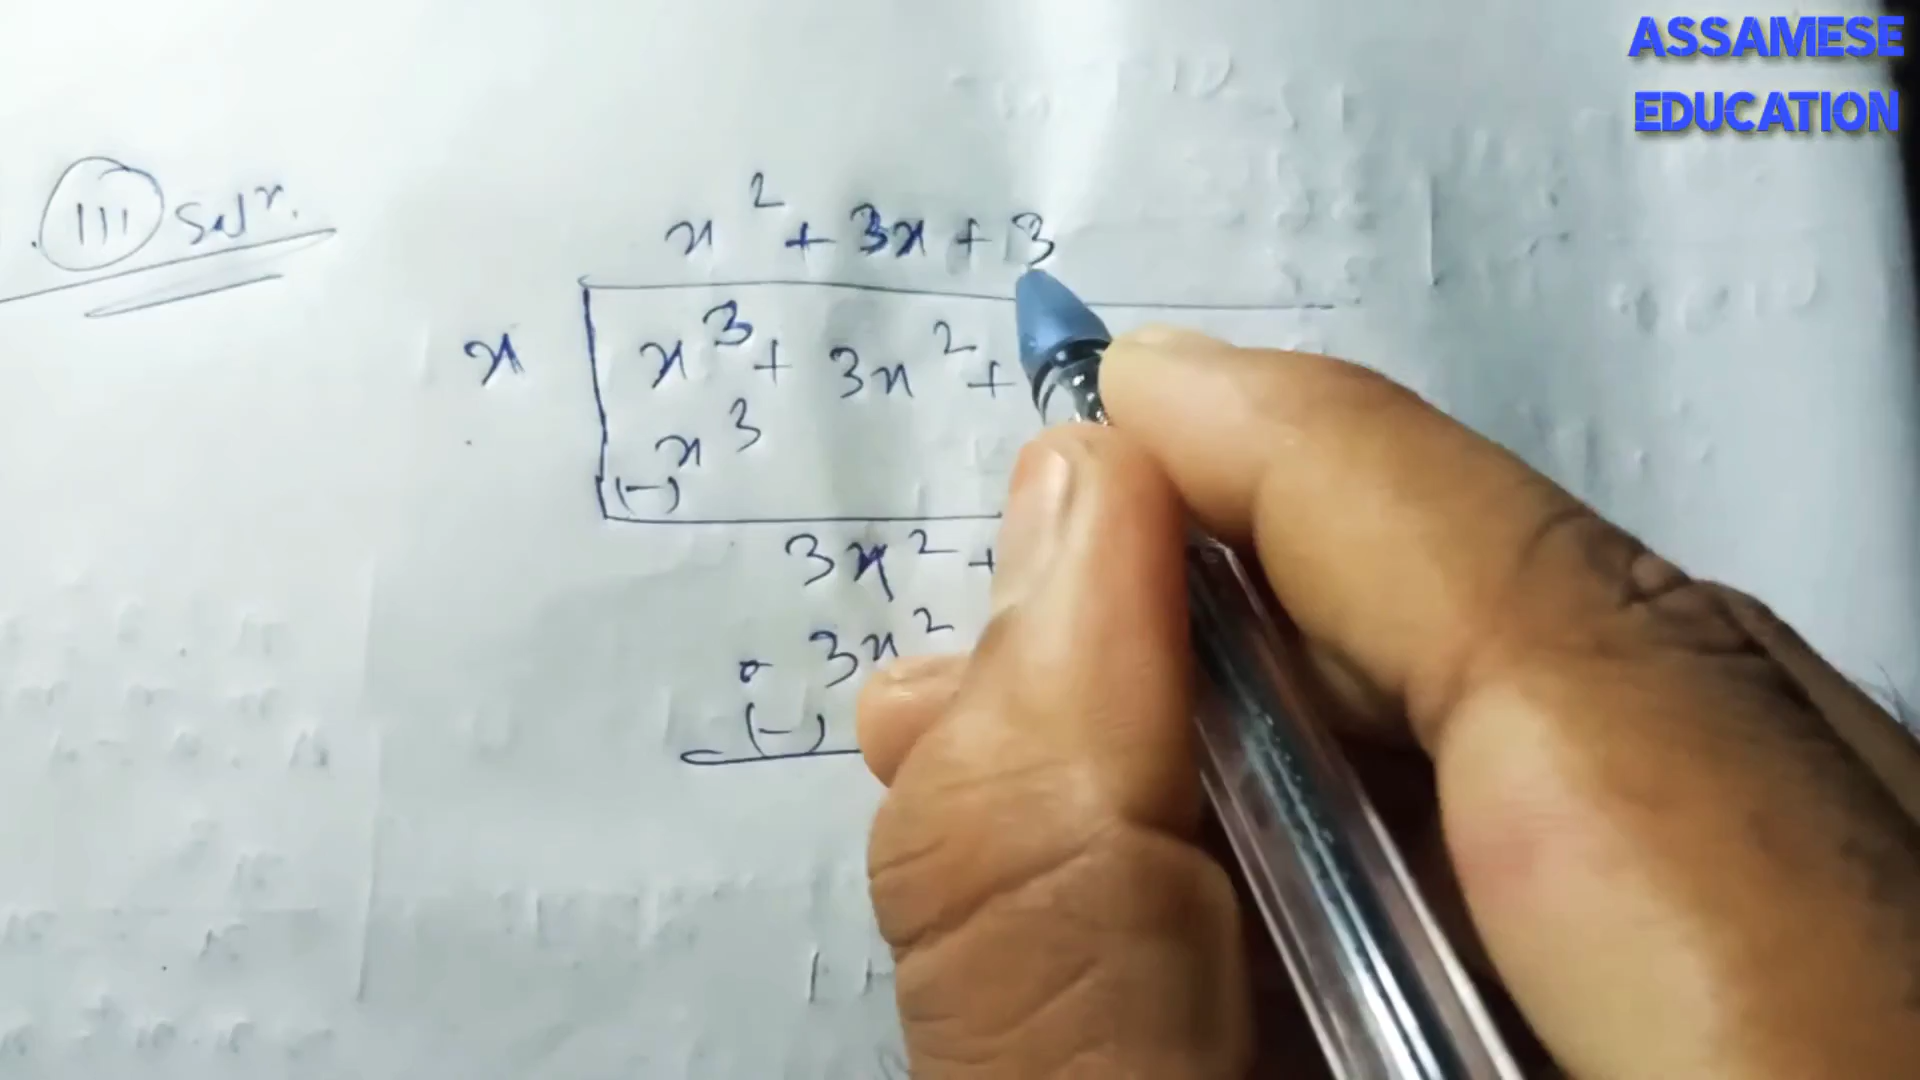 ASSAMESE
EDUCATION
(iii) Solⁿ.
x² + 3x + 3
x
x³ + 3x² +
x³
(-)
3x² +
3x²
(-)